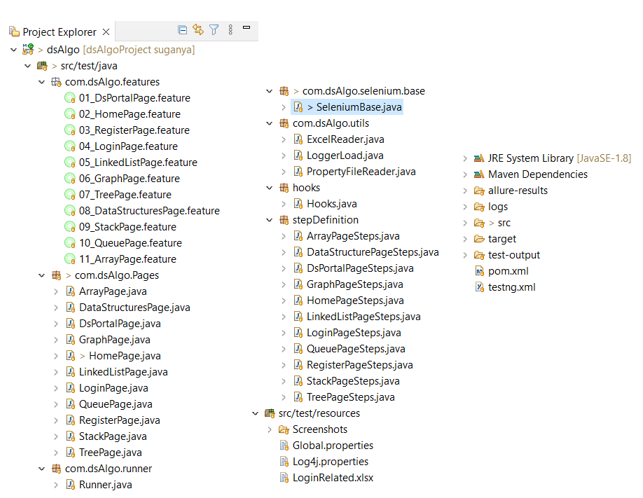 Project Explorer
> dsAlgo [dsAlgoProject suganya]
> src/test/java
com.dsAlgo.features
01_DsPortalPage.feature
02_HomePage.feature
03_RegisterPage.feature
04_LoginPage.feature
05_LinkedListPage.feature
06_GraphPage.feature
07_TreePage.feature
08_DataStructuresPage.feature
09_StackPage.feature
10_QueuePage.feature
11_ArrayPage.feature
> com.dsAlgo.Pages
ArrayPage.java
DataStructuresPage.java
DsPortalPage.java
GraphPage.java
> HomePage.java
LinkedListPage.java
LoginPage.java
QueuePage.java
RegisterPage.java
StackPage.java
TreePage.java
com.dsAlgo.runner
Runner.java
> com.dsAlgo.selenium.base
> SeleniumBase.java
com.dsAlgo.utils
ExcelReader.java
LoggerLoad.java
PropertyFileReader.java
hooks
Hooks.java
stepDefinition
ArrayPageSteps.java
DataStructurePageSteps.java
DsPortalPageSteps.java
GraphPageSteps.java
HomePageSteps.java
LinkedListPageSteps.java
LoginPageSteps.java
QueuePageSteps.java
RegisterPageSteps.java
StackPageSteps.java
TreePageSteps.java
src/test/resources
Screenshots
Global.properties
Log4j.properties
LoginRelated.xlsx
JRE System Library [JavaSE-1.8]
Maven Dependencies
allure-results
logs
> src
target
test-output
pom.xml
testng.xml